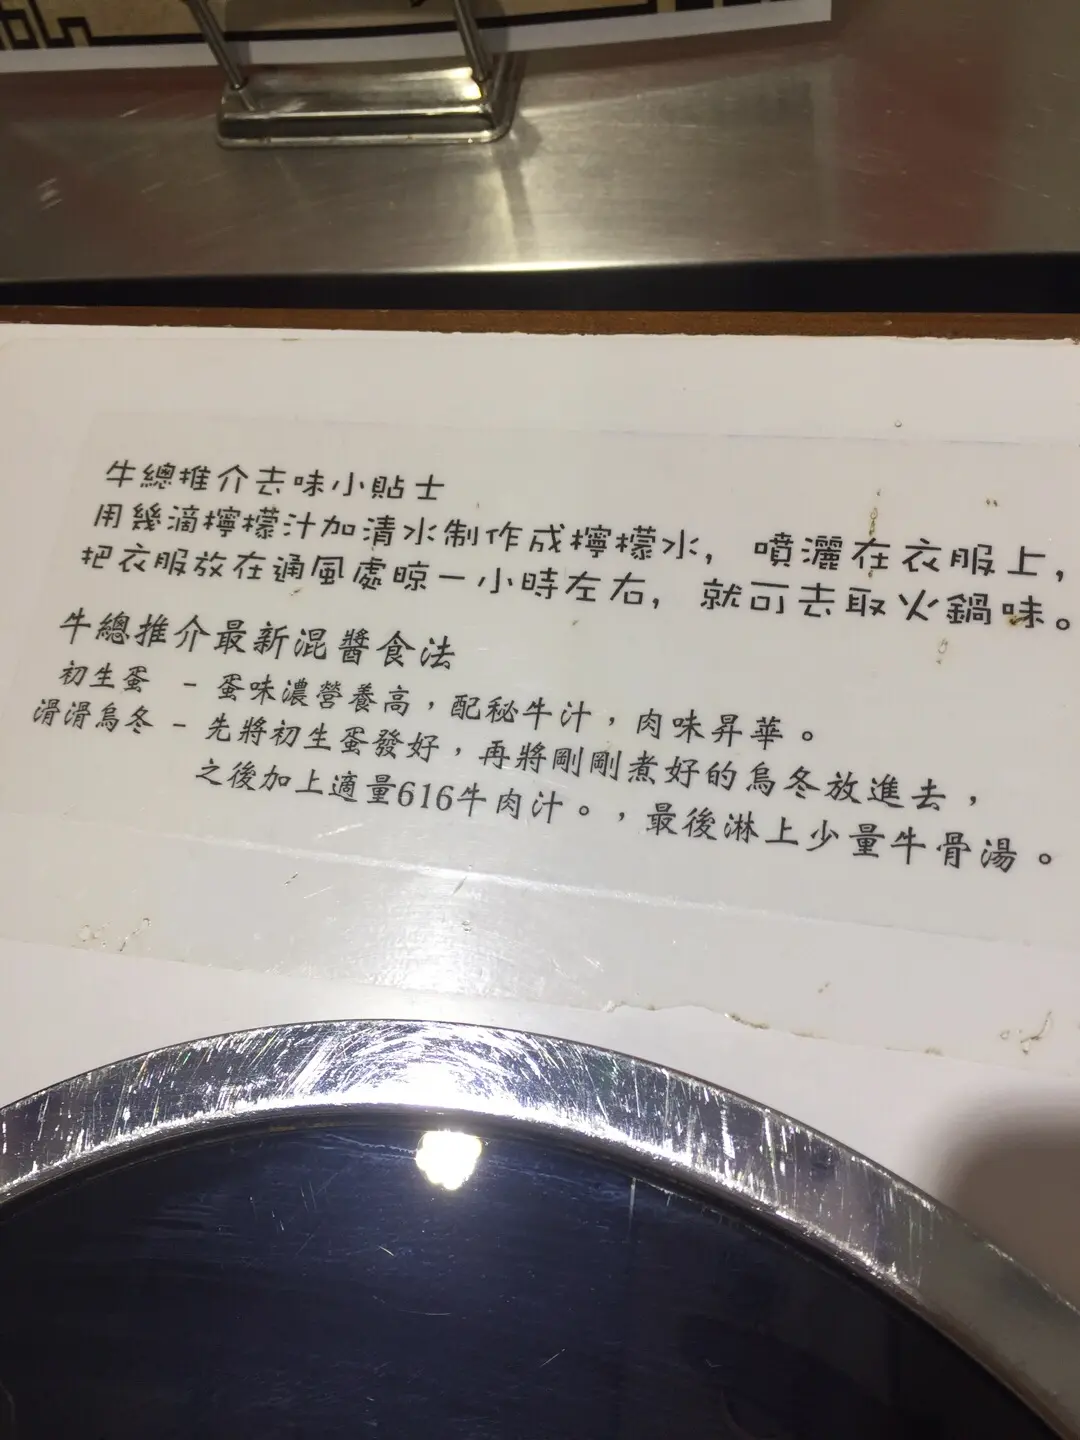 牛總推介去味小貼士
用幾滴檸檬汁加清水制作成檸檬水，噴灑在衣服上，
把衣服放在通風處晾一小時左右，就可去取火鍋味。
牛總推介最新混醬食法
初生蛋 - 蛋味濃營養高，配秘牛汁，肉味昇華。
滑滑烏冬 - 先將初生蛋發好，再將剛剛煮好的烏冬放進去，
之後加上適量616牛肉汁。，最後淋上少量牛骨湯。